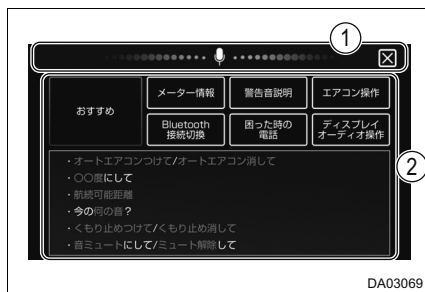 1
おすすめ
メーター情報
警告音説明
エアコン操作
Bluetooth
接続切換
困った時の
電話
ディスプレイ
オーディオ操作
・オートエアコンつけて/オートエアコン消して
・〇〇度にして
・航続可能距離
・今の何の音？
・くもり止めつけて/くもり止め消して
・音ミュートにして/ミュート解除して
2
DA03069